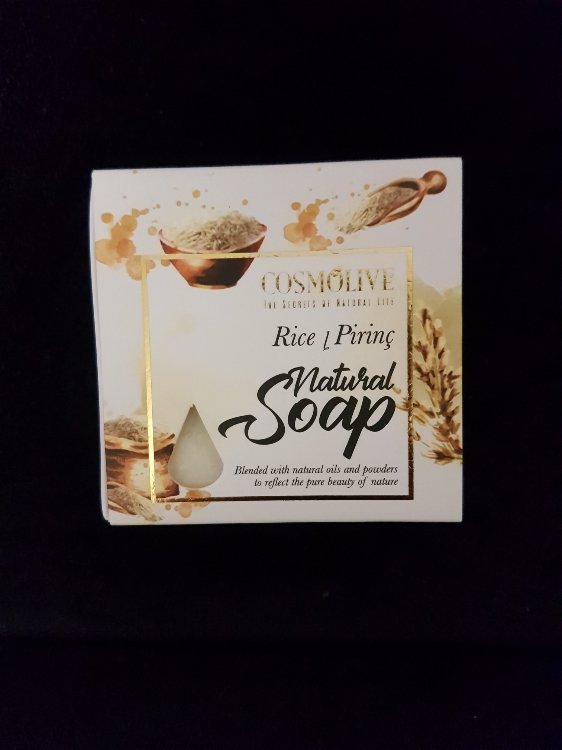 COSMOLIVE
THE SECRETS OF NATURAL LIFE
Rice | Pirinç
Natural
Soap
Blended with natural oils and powders
to reflect the pure beauty of nature